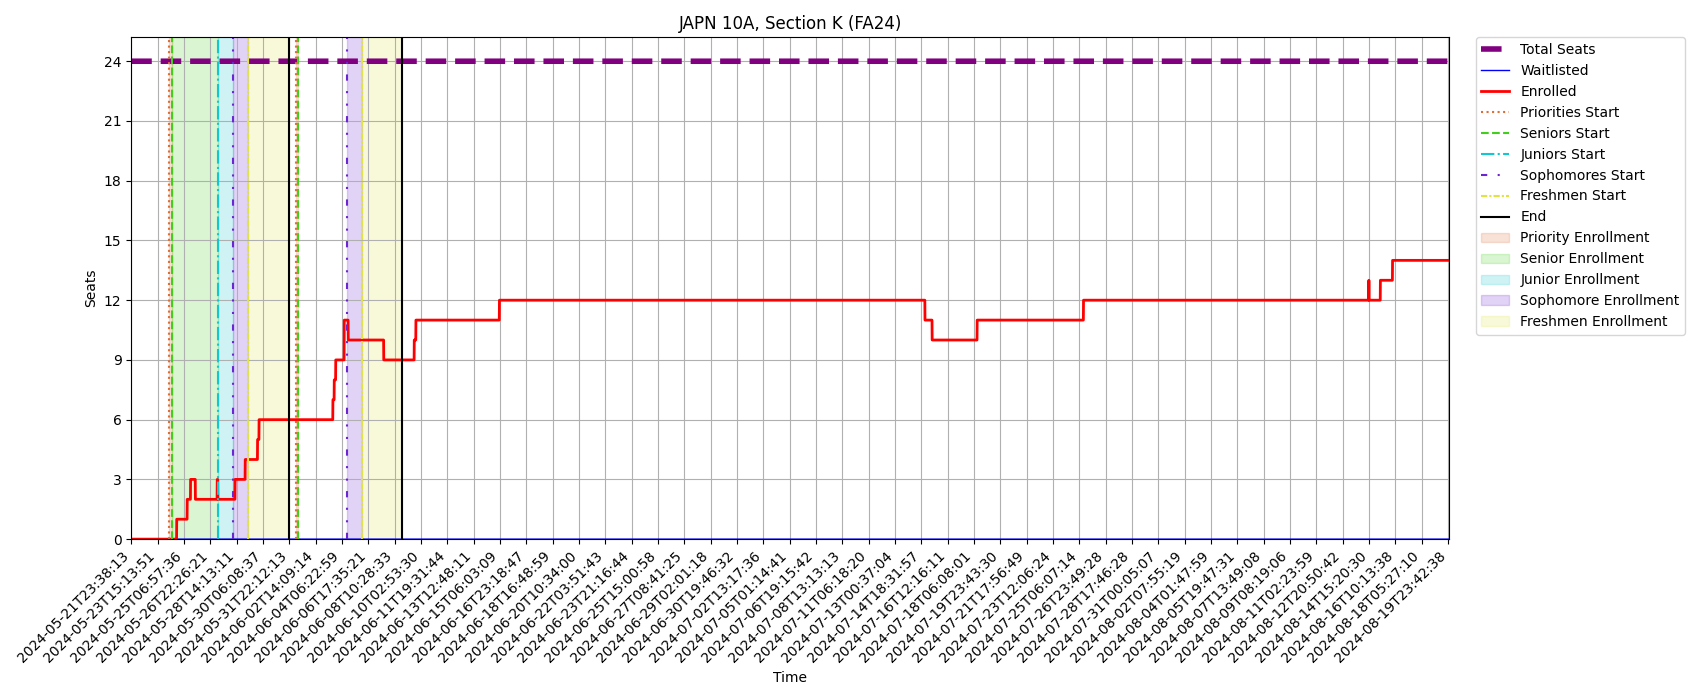 JAPN 10A, Section K (FA24)
24
21
18
15
12
9
6
3
0
Seats
2024-05-21T23:38:13
2024-05-23T15:13:51
2024-05-25T06:57:36
2024-05-26T22:26:21
2024-05-28T14:13:11
2024-05-30T06:08:37
2024-05-31T22:12:13
2024-06-02T14:09:14
2024-06-04T06:22:59
2024-06-06T17:35:21
2024-06-08T10:28:33
2024-06-10T02:53:30
2024-06-11T19:31:44
2024-06-13T12:48:11
2024-06-15T06:03:09
2024-06-16T23:18:47
2024-06-18T16:48:59
2024-06-20T10:34:00
2024-06-22T03:51:43
2024-06-23T21:16:44
2024-06-25T15:00:58
2024-06-27T08:41:25
2024-06-29T02:01:18
2024-06-30T19:46:32
2024-07-02T13:17:36
2024-07-05T01:14:41
2024-07-06T19:15:42
2024-07-08T13:13:13
2024-07-11T06:18:20
2024-07-13T00:37:04
2024-07-14T18:31:57
2024-07-16T12:16:11
2024-07-18T06:08:01
2024-07-19T23:43:30
2024-07-21T17:56:49
2024-07-23T12:06:24
2024-07-25T06:07:14
2024-07-26T23:49:28
2024-07-28T17:46:28
2024-07-31T00:05:07
2024-08-02T07:55:19
2024-08-04T01:47:59
2024-08-05T19:47:31
2024-08-07T13:49:08
2024-08-09T08:19:06
2024-08-11T02:23:59
2024-08-12T20:50:42
2024-08-14T15:20:30
2024-08-16T10:13:38
2024-08-18T05:27:10
2024-08-19T23:42:38
Time
Total Seats
Waitlisted
Enrolled
Priorities Start
Seniors Start
Juniors Start
Sophomores Start
Freshmen Start
End
Priority Enrollment
Senior Enrollment
Junior Enrollment
Sophomore Enrollment
Freshmen Enrollment